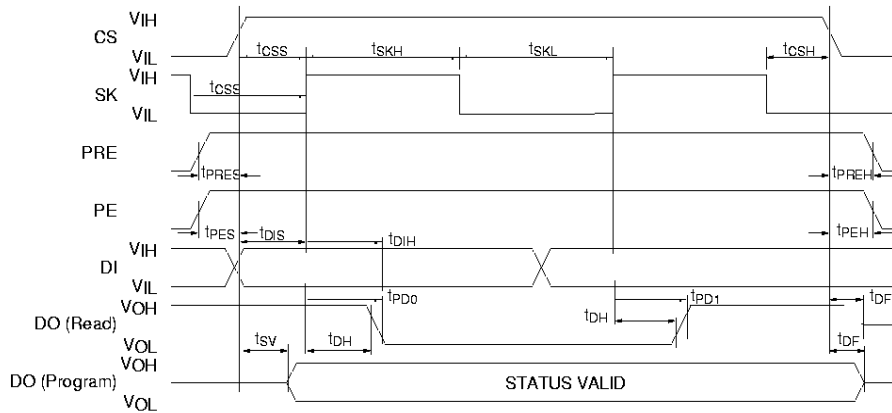 VIH
CS
VIL
tCSS tSKH tSKL tCSH
VIH
SK
VIL
tCSS
PRE
tPRES tPREH
PE
tPES tDIS tDIH tPEH
VIH
DI
VIL
VOH
tPD0 tPD1 tDF
DO (Read)
tDH
VOL
tSV tDH tDF
VOH
DO (Program) STATUS VALID
VOL